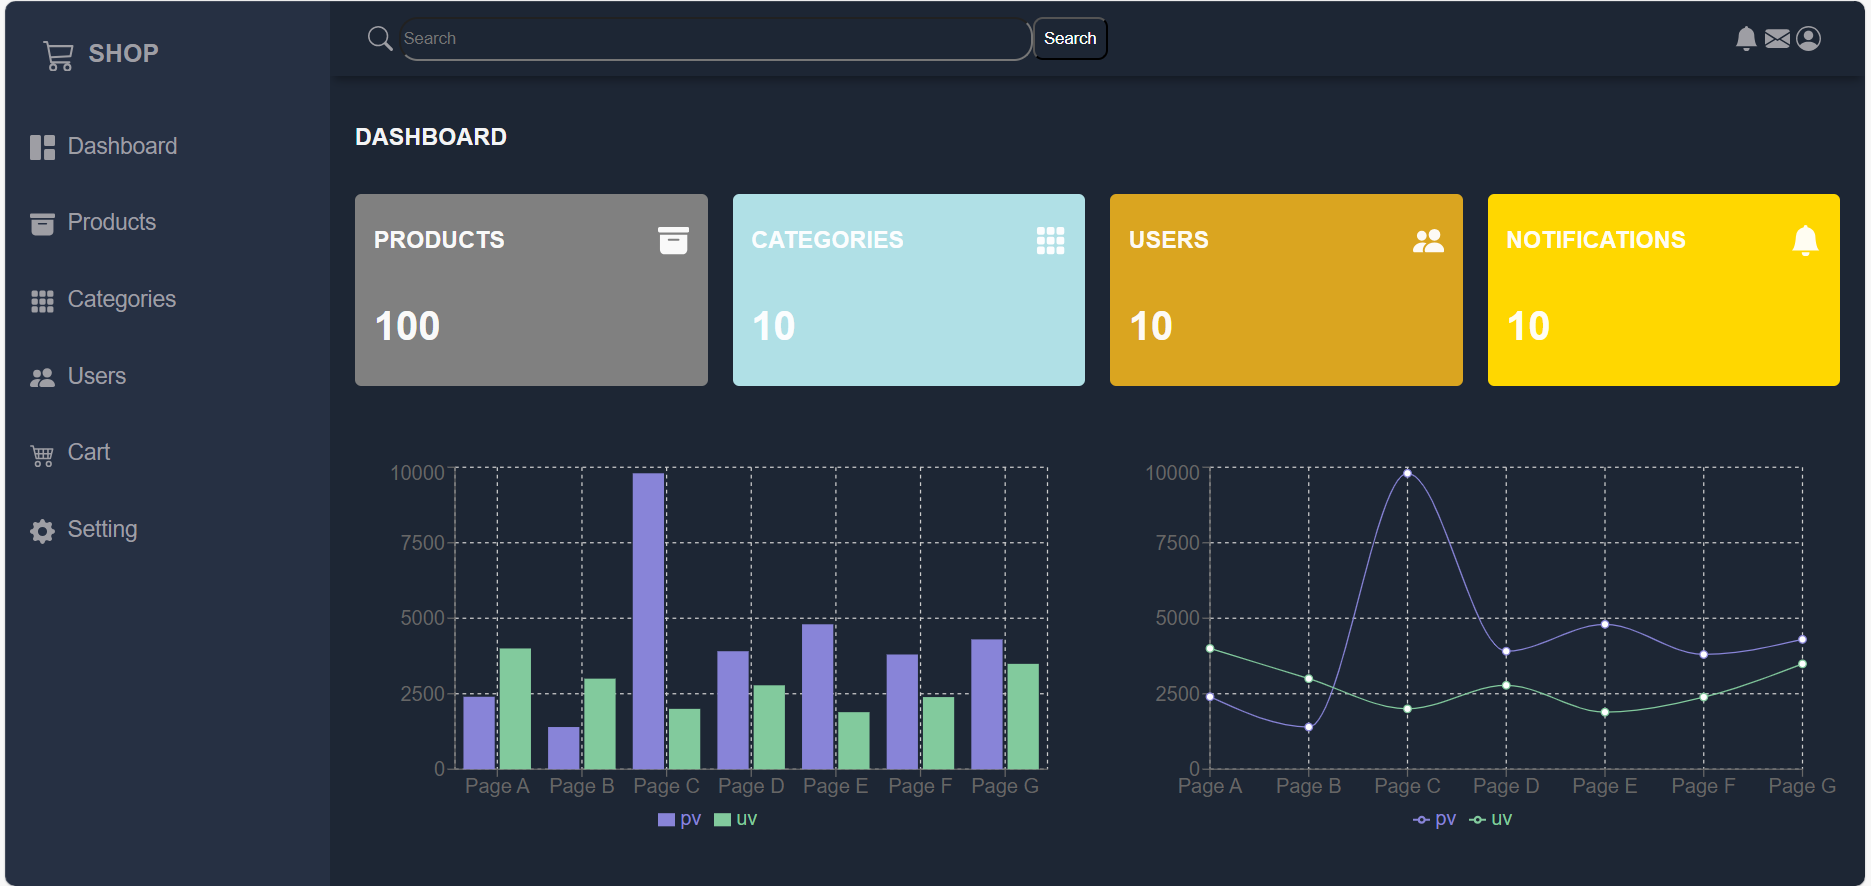 SHOP
Dashboard
Products
Categories
Users
Cart
Setting
Search Search
DASHBOARD
PRODUCTS
100
CATEGORIES
10
USERS
10
NOTIFICATIONS
10
10000
7500
5000
2500
0
Page A Page B Page C Page D Page E Page F Page G
pv uv
10000
7500
5000
2500
0
Page A Page B Page C Page D Page E Page F Page G
pv uv